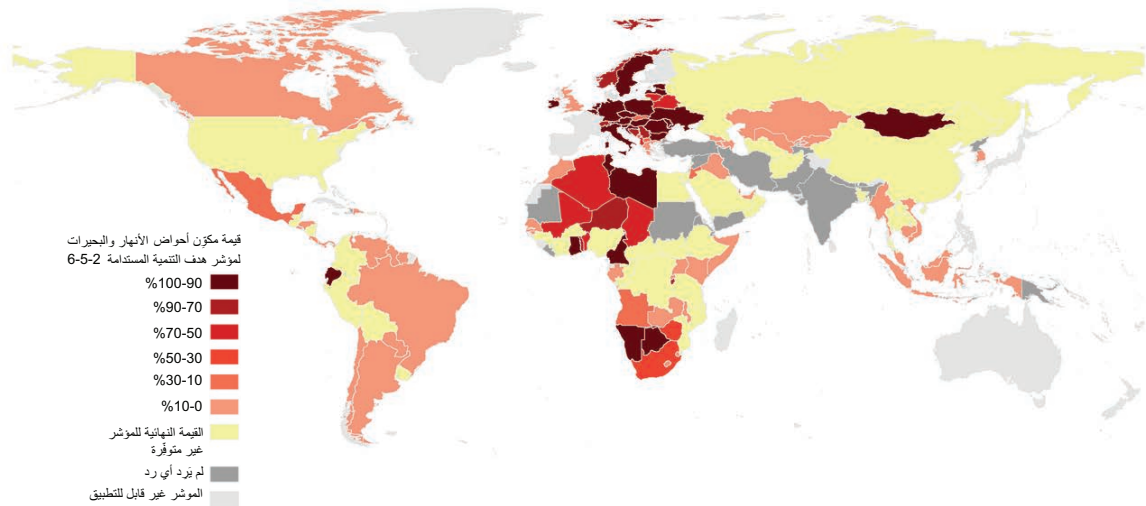 قيمة مكوّن أحواض الأنهار والبحيرات
لمؤشر هدف التنمية المستدامة 2-5-6
%100-90
%90-70
%70-50
%50-30
%30-10
%10-0
القيمة النهائية للمؤشر
غير متوفّرة
لم يَرِد أي رد
الموشر غير قابل للتطبيق